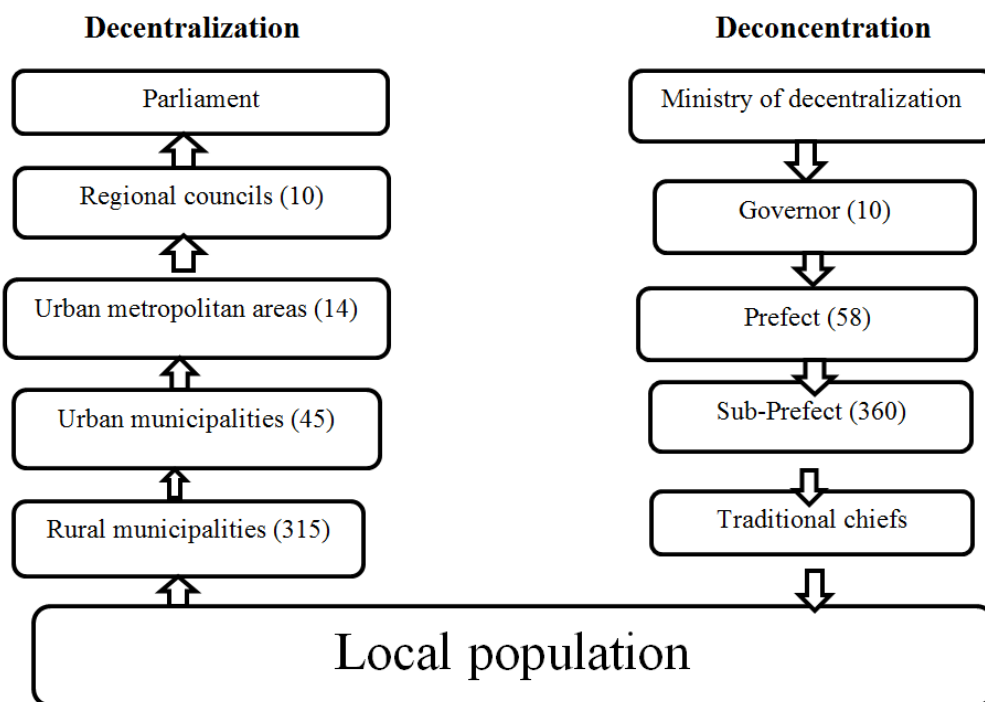 Decentralization
Parliament
Regional councils (10)
Urban metropolitan areas (14)
Urban municipalities (45)
Rural municipalities (315)
Deconcentration
Ministry of decentralization
Governor (10)
Prefect (58)
Sub-Prefect (360)
Traditional chiefs
Local population